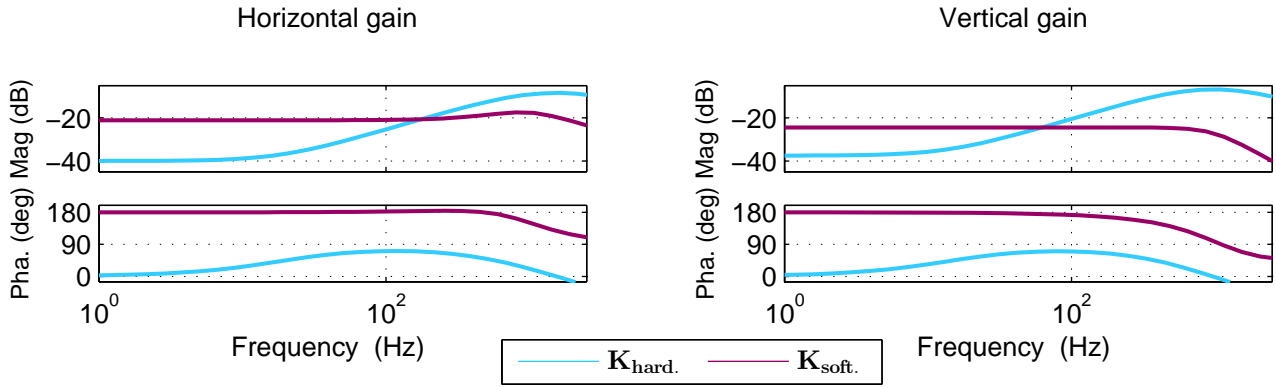 Horizontal gain
Vertical gain
Mag (dB)
−20
−40
Pha. (deg)
180
90
0
10^0
10^2
Frequency (Hz)
Mag (dB)
−20
−40
Pha. (deg)
180
90
0
10^0
10^2
Frequency (Hz)
K_hard. K_soft.